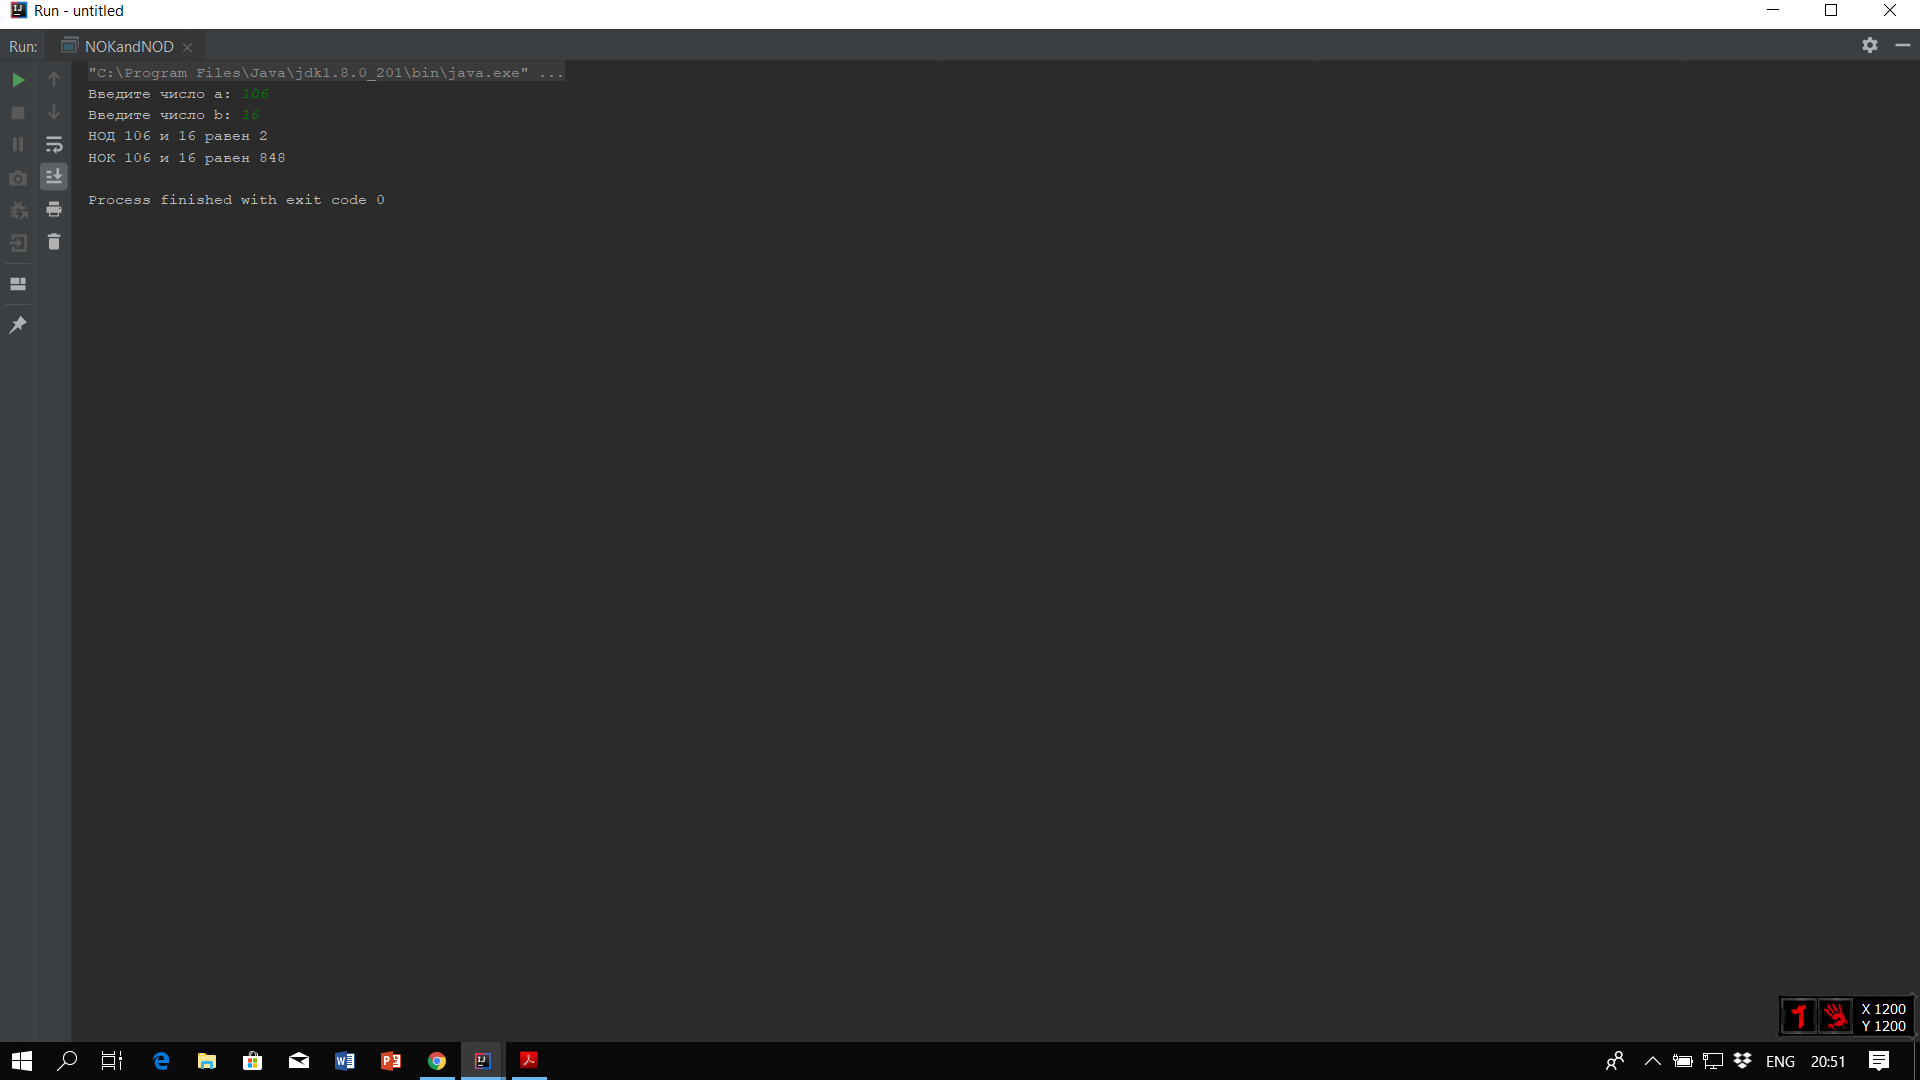 Run - untitled
Run: NOKandNOD
"C:\Program Files\Java\jdk1.8.0_201\bin\java.exe" ...
Введите число a: 106
Введите число b: 16
НОД 106 и 16 равен 2
НОК 106 и 16 равен 848
Process finished with exit code 0
X 1200
Y 1200
ENG 20:51